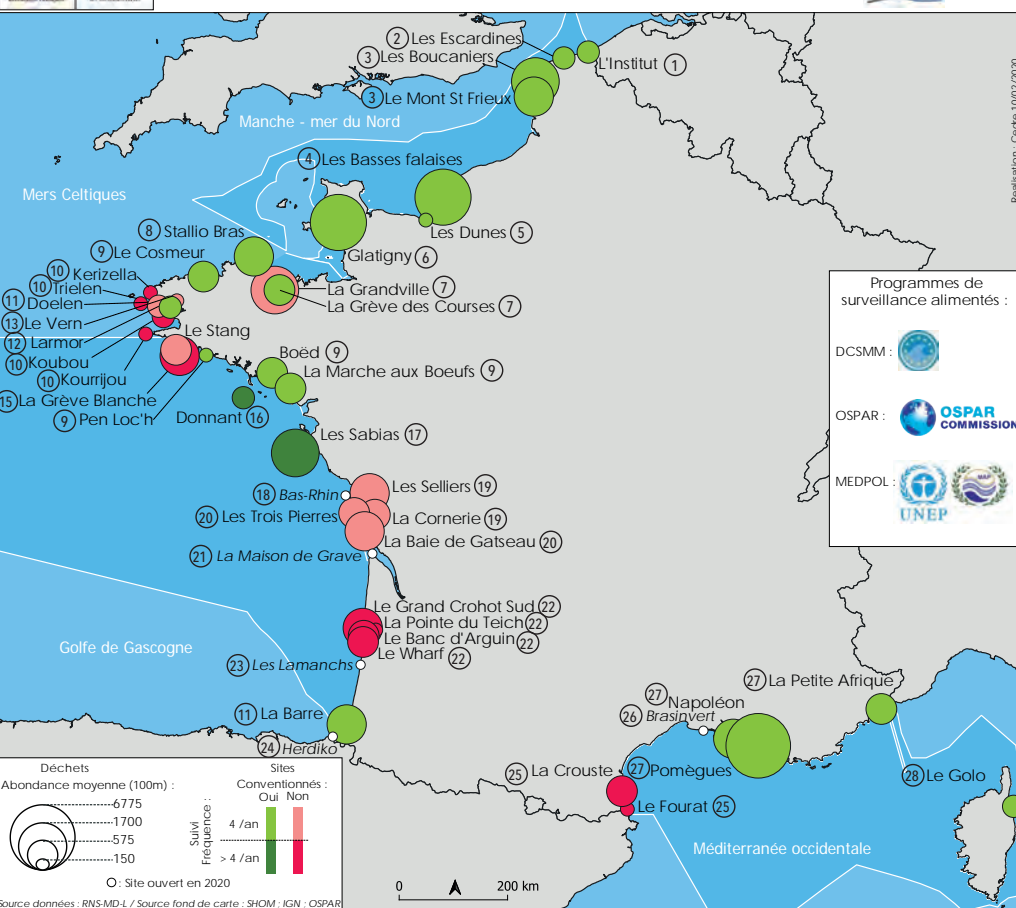 ② Les Escardines
③ Les Boucaniers
L'Institut ①
③ Le Mont St Frieux
Manche - mer du Nord
④ Les Basses falaises
Mers Celtiques
Les Dunes ⑤
⑧ Stallio Bras
⑨ Le Cosmeur
Glatigny ⑥
⑩ Kerizella
⑩ Trielen
⑪ Doelen
⑬ Le Vern
⑫ Larmor
⑩ Koubou
⑩ Kourrijou
⑮ La Grève Blanche
⑨ Pen Loc'h
La Grandville ⑦
La Grève des Courses ⑦
Le Stang
Boëd ⑨
La Marche aux Boeufs ⑨
Donnant ⑯
Les Sabias ⑰
⑱ Bas-Rhin
Les Selliers ⑲
⑳ Les Trois Pierres
La Cornerie ⑲
La Baie de Gatseau ⑳
㉑ La Maison de Grave
Le Grand Crohot Sud ㉒
La Pointe du Teich ㉒
Le Banc d'Arguin ㉒
Le Wharf ㉒
Golfe de Gascogne
㉓ Les Lamanchs
⑪ La Barre
㉔ Herdiko
㉗ La Petite Afrique
㉗ Napoléon
㉖ Brasinvert
㉕ La Crouste
㉗ Pomègues
Le Fourat ㉕
㉘ Le Golo
Méditerranée occidentale
Programmes de
surveillance alimentés :
DCSMM :
OSPAR :
OSPAR
COMMISSION
MEDPOL :
UNEP
MAP
Réalisation : Cedre 10/02/2020
Déchets
Abondance moyenne (100m) :
6775
1700
575
150
Sites
Conventionnés :
Oui Non
Suivi
Fréquence :
4 /an
> 4 /an
O : Site ouvert en 2020
0 200 km
Source données : RNS-MD-L / Source fond de carte : SHOM ; IGN ; OSPAR